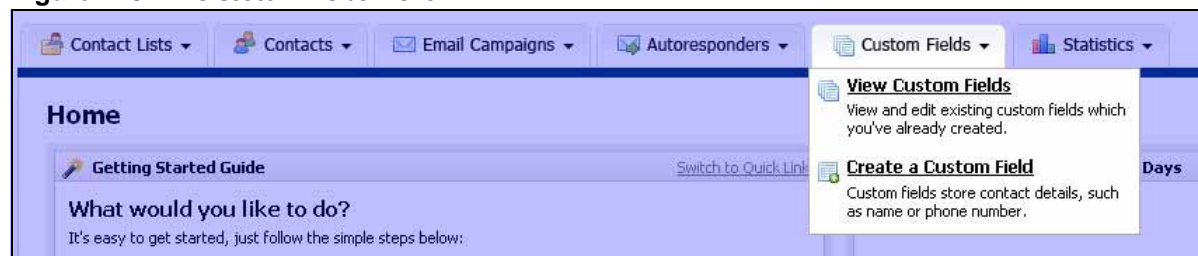 Contact Lists Contacts Email Campaigns Autoresponders Custom Fields Statistics
Home
Getting Started Guide
Switch to Quick Link
What would you like to do?
It's easy to get started, just follow the simple steps below:
View Custom Fields
View and edit existing custom fields which
you've already created.
Create a Custom Field
Custom fields store contact details, such
as name or phone number.
Days